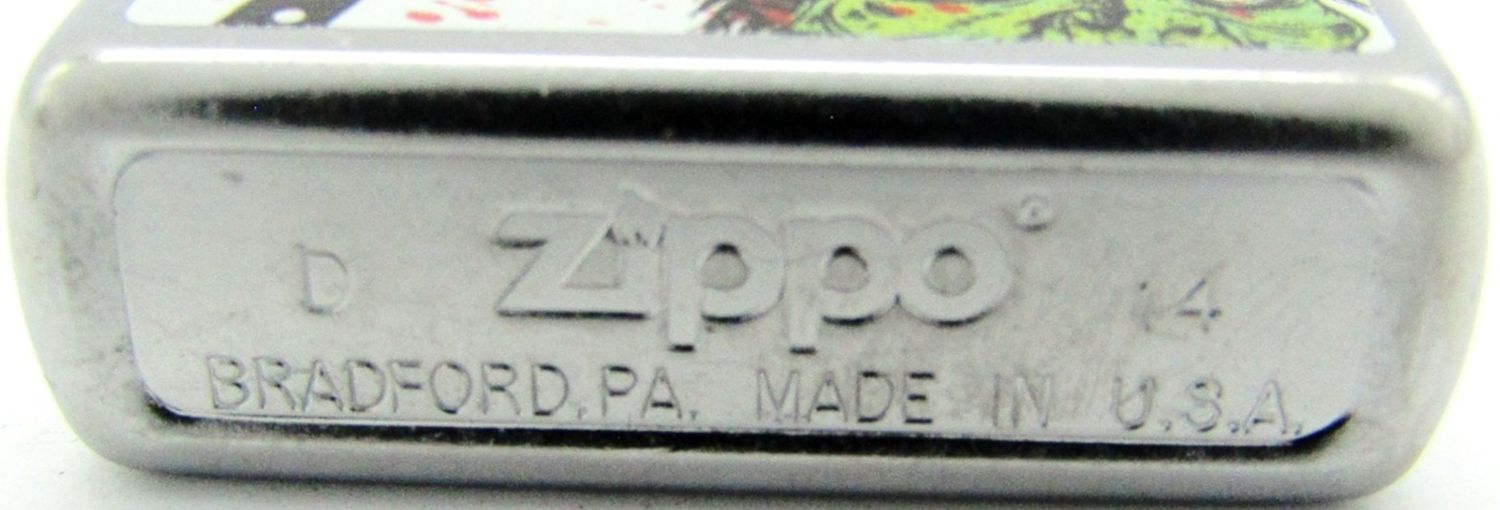 D Zippo® 14
BRADFORD, PA. MADE IN U.S.A.